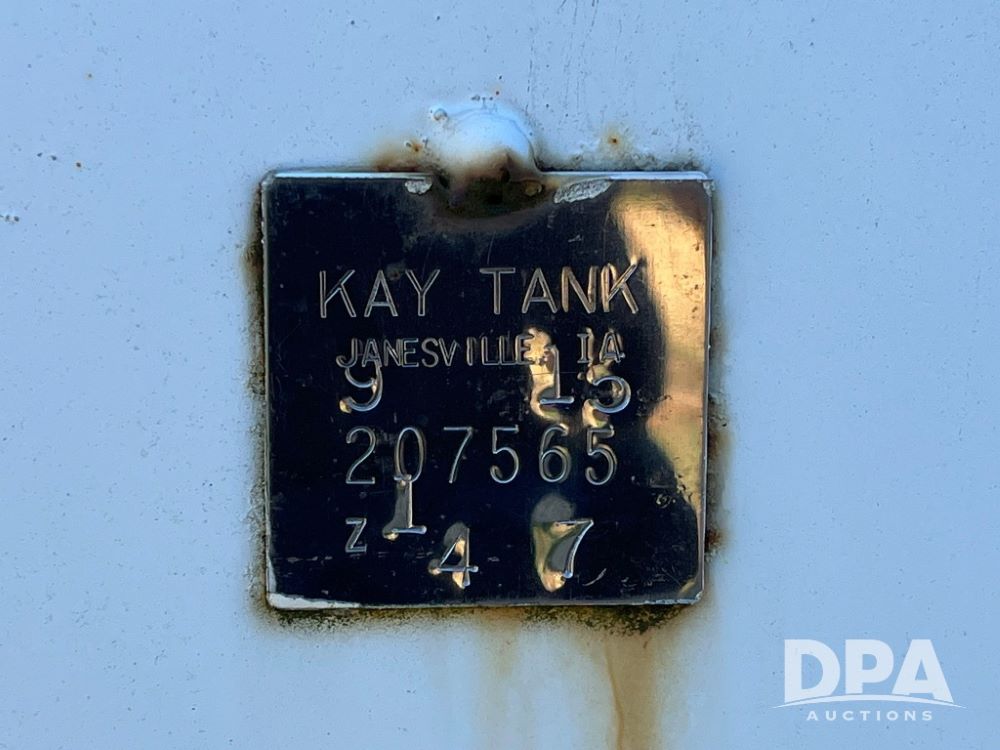 KAY TANK
JANESVILLE IA
9 15
207565
Z 1
4 7
DPA
AUCTIONS